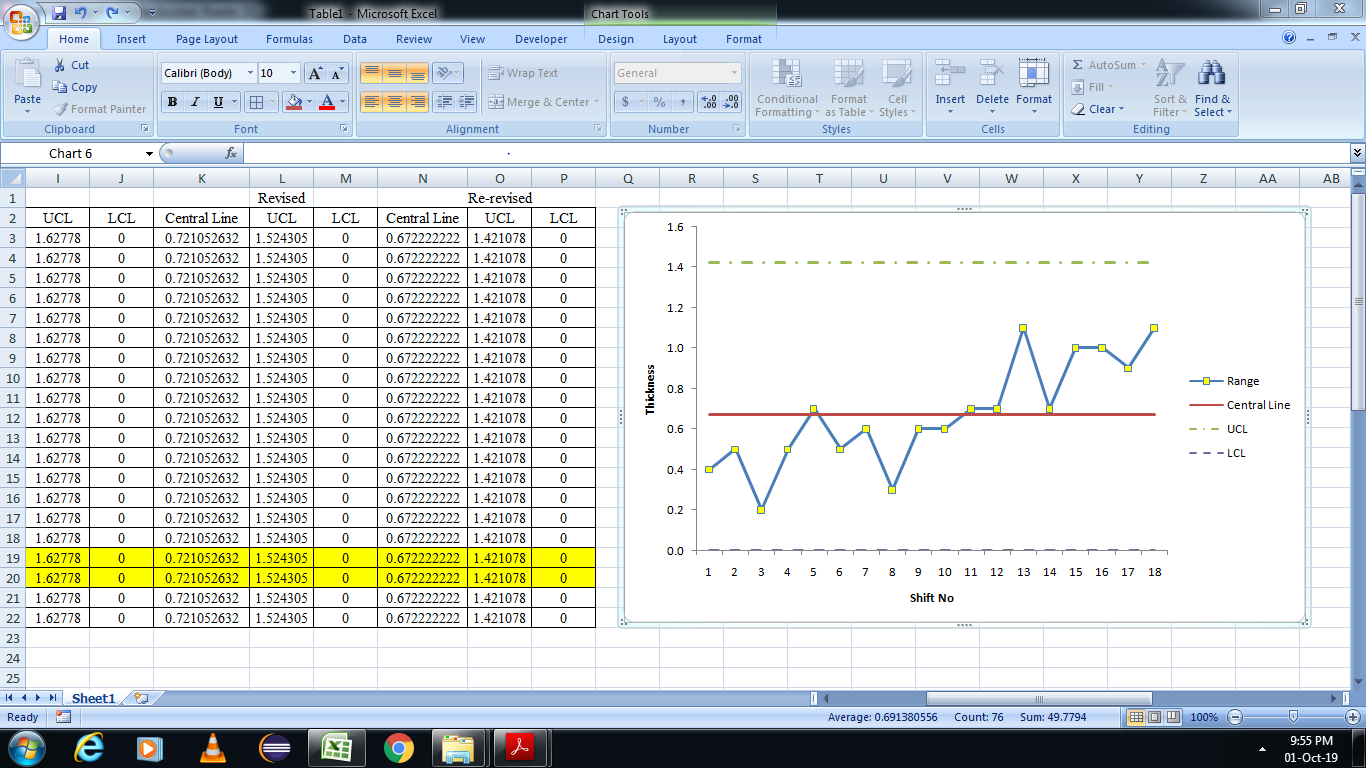 Table1 - Microsoft Excel Chart Tools
Home Insert Page Layout Formulas Data Review View Developer Design Layout Format
Paste Cut Copy Format Painter
Calibri (Body) 10
B I U A
Wrap Text
Merge & Center
General
$ % ,
Conditional Formatting Format as Table Cell Styles
Insert Delete Format
Σ AutoSum
Fill
Clear
Sort & Filter Find & Select
Clipboard Font Alignment Number Styles Cells Editing
Chart 6 fx
I J K L M N O P Q R S T U V W X Y Z AA AB
1 Revised Re-revised
2 UCL LCL Central Line UCL LCL Central Line UCL LCL
3 1.62778 0 0.721052632 1.524305 0 0.672222222 1.421078 0
4 1.62778 0 0.721052632 1.524305 0 0.672222222 1.421078 0
5 1.62778 0 0.721052632 1.524305 0 0.672222222 1.421078 0
6 1.62778 0 0.721052632 1.524305 0 0.672222222 1.421078 0
7 1.62778 0 0.721052632 1.524305 0 0.672222222 1.421078 0
8 1.62778 0 0.721052632 1.524305 0 0.672222222 1.421078 0
9 1.62778 0 0.721052632 1.524305 0 0.672222222 1.421078 0
10 1.62778 0 0.721052632 1.524305 0 0.672222222 1.421078 0
11 1.62778 0 0.721052632 1.524305 0 0.672222222 1.421078 0
12 1.62778 0 0.721052632 1.524305 0 0.672222222 1.421078 0
13 1.62778 0 0.721052632 1.524305 0 0.672222222 1.421078 0
14 1.62778 0 0.721052632 1.524305 0 0.672222222 1.421078 0
15 1.62778 0 0.721052632 1.524305 0 0.672222222 1.421078 0
16 1.62778 0 0.721052632 1.524305 0 0.672222222 1.421078 0
17 1.62778 0 0.721052632 1.524305 0 0.672222222 1.421078 0
18 1.62778 0 0.721052632 1.524305 0 0.672222222 1.421078 0
19 1.62778 0 0.721052632 1.524305 0 0.672222222 1.421078 0
20 1.62778 0 0.721052632 1.524305 0 0.672222222 1.421078 0
21 1.62778 0 0.721052632 1.524305 0 0.672222222 1.421078 0
22 1.62778 0 0.721052632 1.524305 0 0.672222222 1.421078 0
23
24
25
1.6
1.4
1.2
1.0
0.8
0.6
0.4
0.2
0.0
Thickness
1 2 3 4 5 6 7 8 9 10 11 12 13 14 15 16 17 18
Shift No
Range
Central Line
UCL
LCL
Sheet1
Ready Average: 0.691380556 Count: 76 Sum: 49.7794 100%
9:55 PM
01-Oct-19